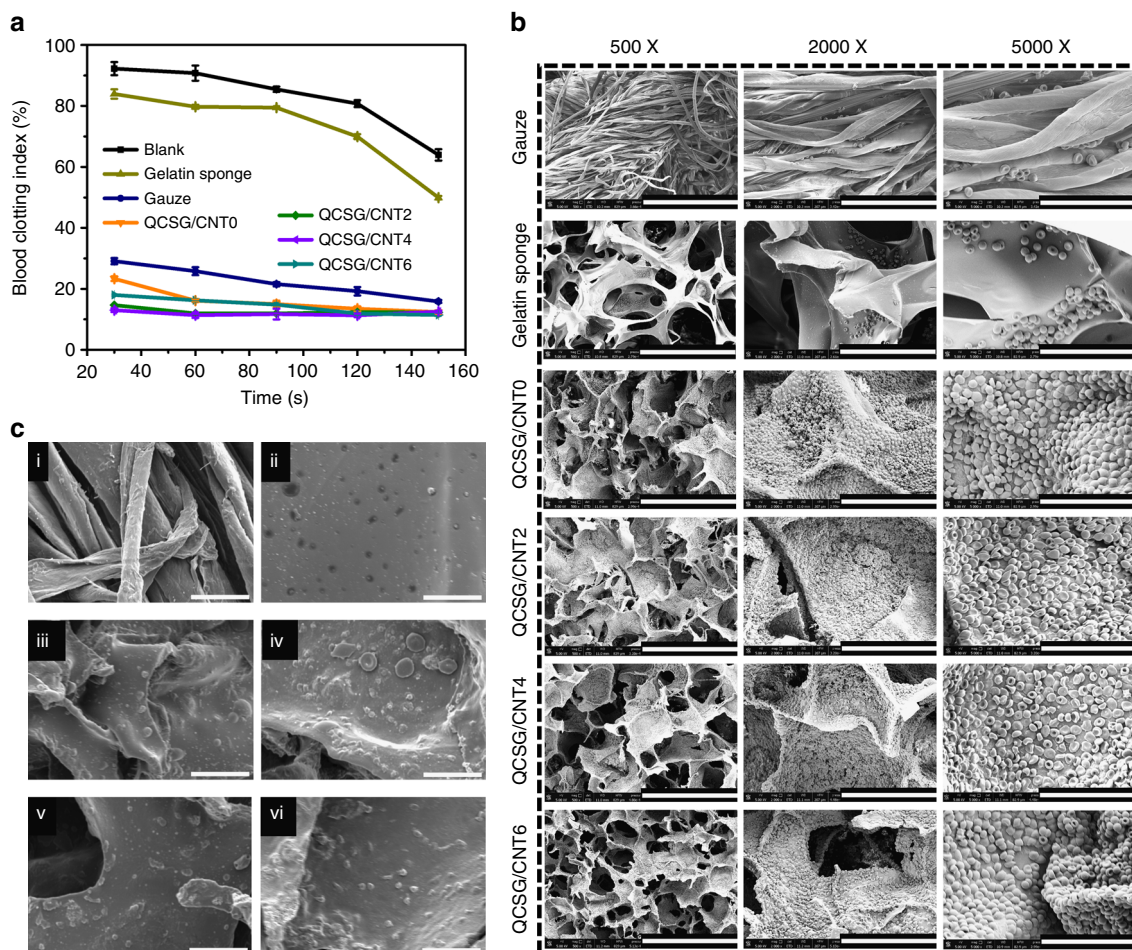 a
100
80
60
40
20
0
Blood clotting index (%)
Blank
Gelatin sponge
Gauze
QCSG/CNT0
QCSG/CNT2
QCSG/CNT4
QCSG/CNT6
20 40 60 80 100 120 140 160
Time (s)
b
500 X 2000 X 5000 X
Gauze
Gelatin sponge
QCSG/CNT0
QCSG/CNT2
QCSG/CNT4
QCSG/CNT6
c
i
ii
iii
iv
v
vi